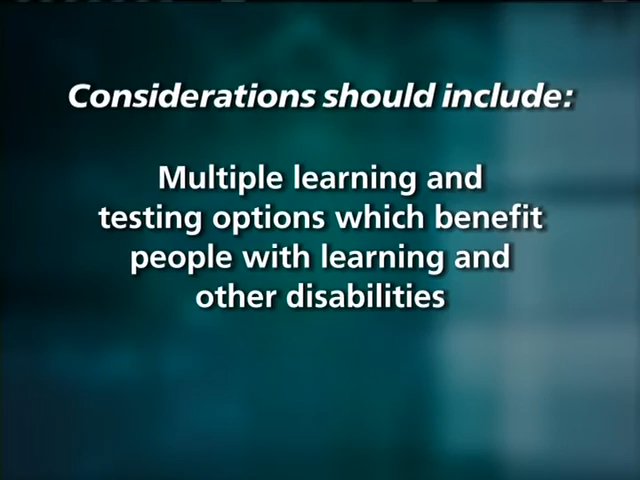 Considerations should include:
Multiple learning and
testing options which benefit
people with learning and
other disabilities